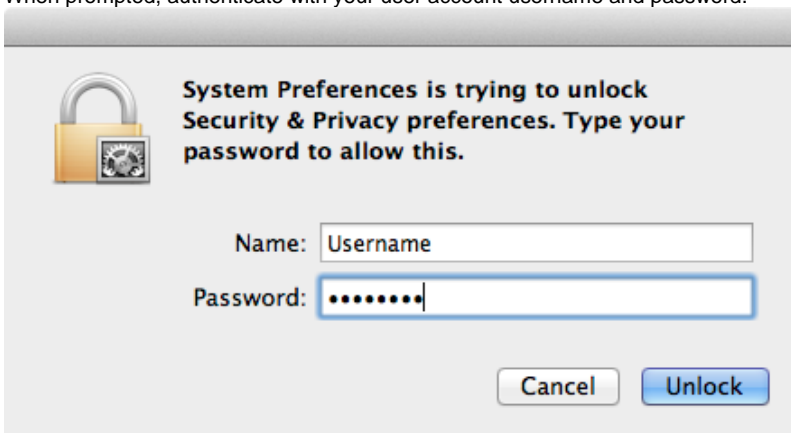 When prompted, authenticate with your user account username and password.
System Preferences is trying to unlock
Security & Privacy preferences. Type your
password to allow this.
Name: Username
Password: ••••••••
Cancel Unlock